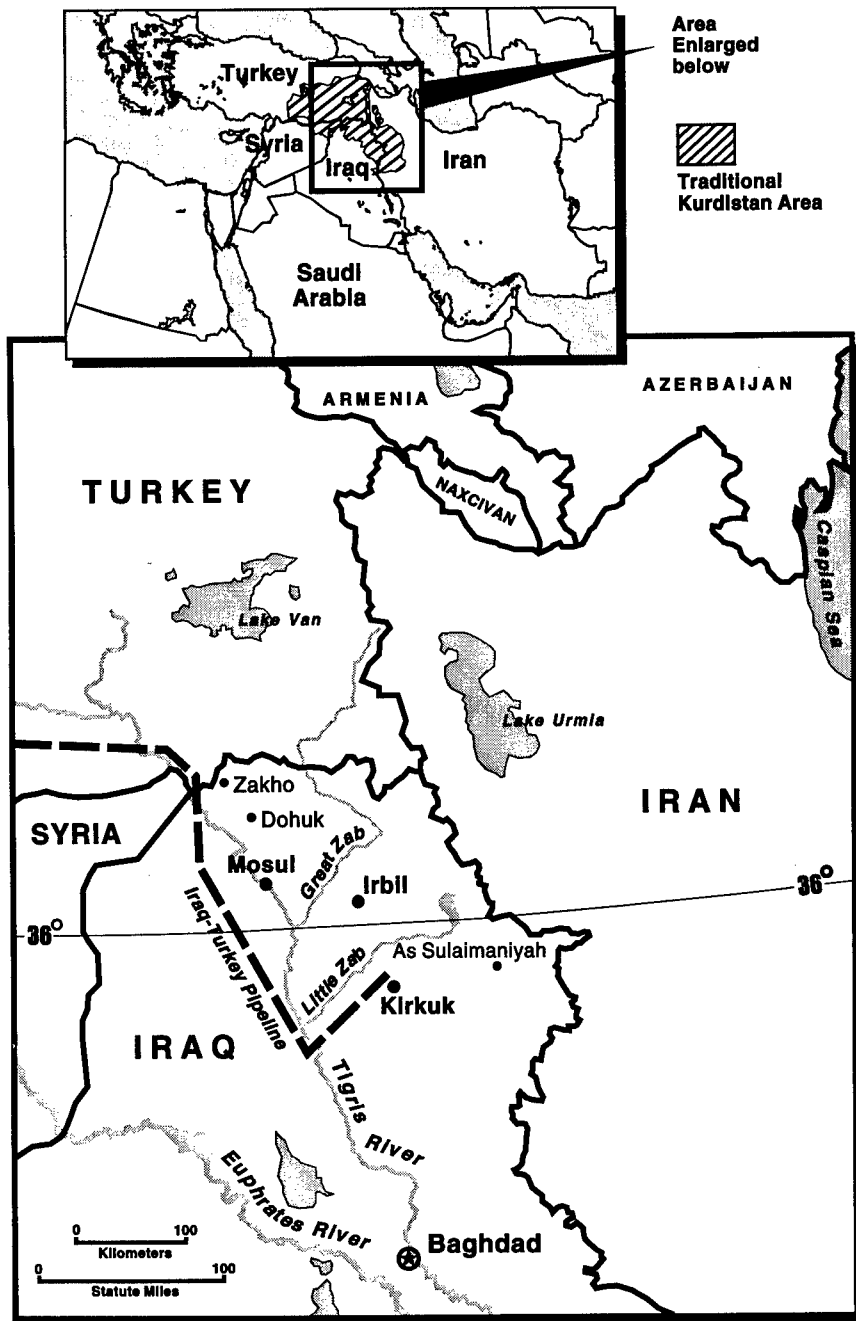 Area
Enlarged
below
Turkey
Syria
Iraq
Iran
Traditional
Kurdistan Area
Saudi
Arabia
ARMENIA
AZERBAIJAN
TURKEY
NAXCIVAN
Caspian Sea
Lake Van
Lake Urmia
Zakho
IRAN
SYRIA
Dohuk
Mosul
Great Zab
Irbil
36°
36°
Iraq-Turkey Pipeline
As Sulaimaniyah
Little Zab
Kirkuk
IRAQ
Tigris
River
Euphrates River
0 100
Kilometers
Baghdad
0 100
Statute Miles